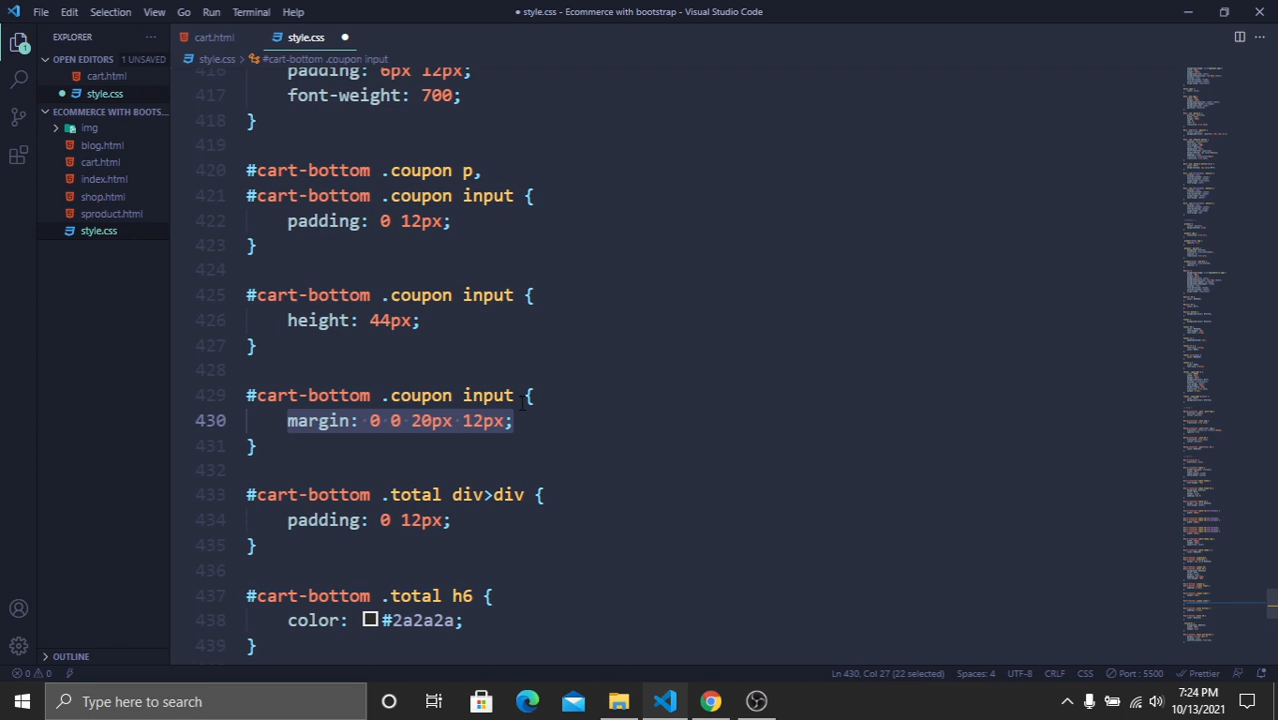 File Edit Selection View Go Run Terminal Help
● style.css - Ecommerce with bootstrap - Visual Studio Code
EXPLORER
OPEN EDITORS 1 UNSAVED
cart.html
style.css
ECOMMERCE WITH BOOTS...
img
blog.html
cart.html
index.html
shop.html
sproduct.html
style.css
OUTLINE
cart.html style.css
style.css > #cart-bottom .coupon input
416 padding: 6px 12px;
417 font-weight: 700;
418 }
419
420 #cart-bottom .coupon p,
421 #cart-bottom .coupon input {
422 padding: 0 12px;
423 }
424
425 #cart-bottom .coupon input {
426 height: 44px;
427 }
428
429 #cart-bottom .coupon input {
430 margin: 0 0 20px 12px;
431 }
432
433 #cart-bottom .total div>div {
434 padding: 0 12px;
435 }
436
437 #cart-bottom .total h6 {
438 color: #2a2a2a;
439 }
0 0 Ln 430, Col 27 (22 selected) Spaces: 4 UTF-8 CRLF CSS Port : 5500 Prettier
Type here to search
7:24 PM
10/13/2021
1